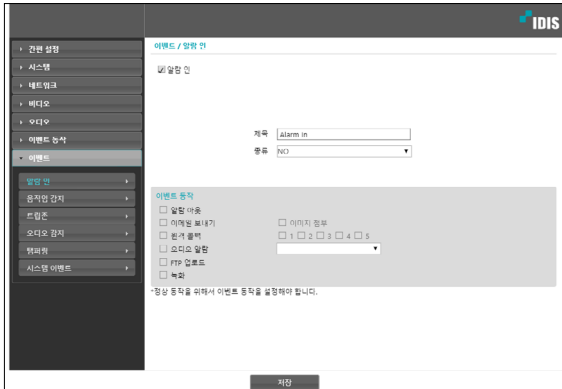 IDIS
간편 설정
시스템
네트워크
비디오
오디오
이벤트 동작
이벤트
알람 인
움직임 감지
트립존
오디오 감지
탬퍼링
시스템 이벤트
이벤트 / 알람 인
알람 인
제목 Alarm In
종류 NO
이벤트 동작
알람 아웃
이메일 보내기 이미지 첨부
원격 콜백 1 2 3 4 5
오디오 알람
FTP 업로드
녹화
*정상 동작을 위해서 이벤트 동작을 설정해야 합니다.
저장